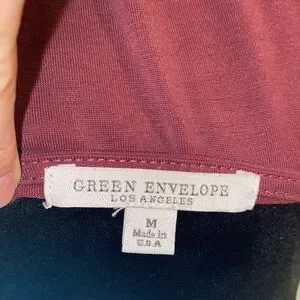 GREEN ENVELOPE
LOS ANGELES
M
Made in
U.S.A